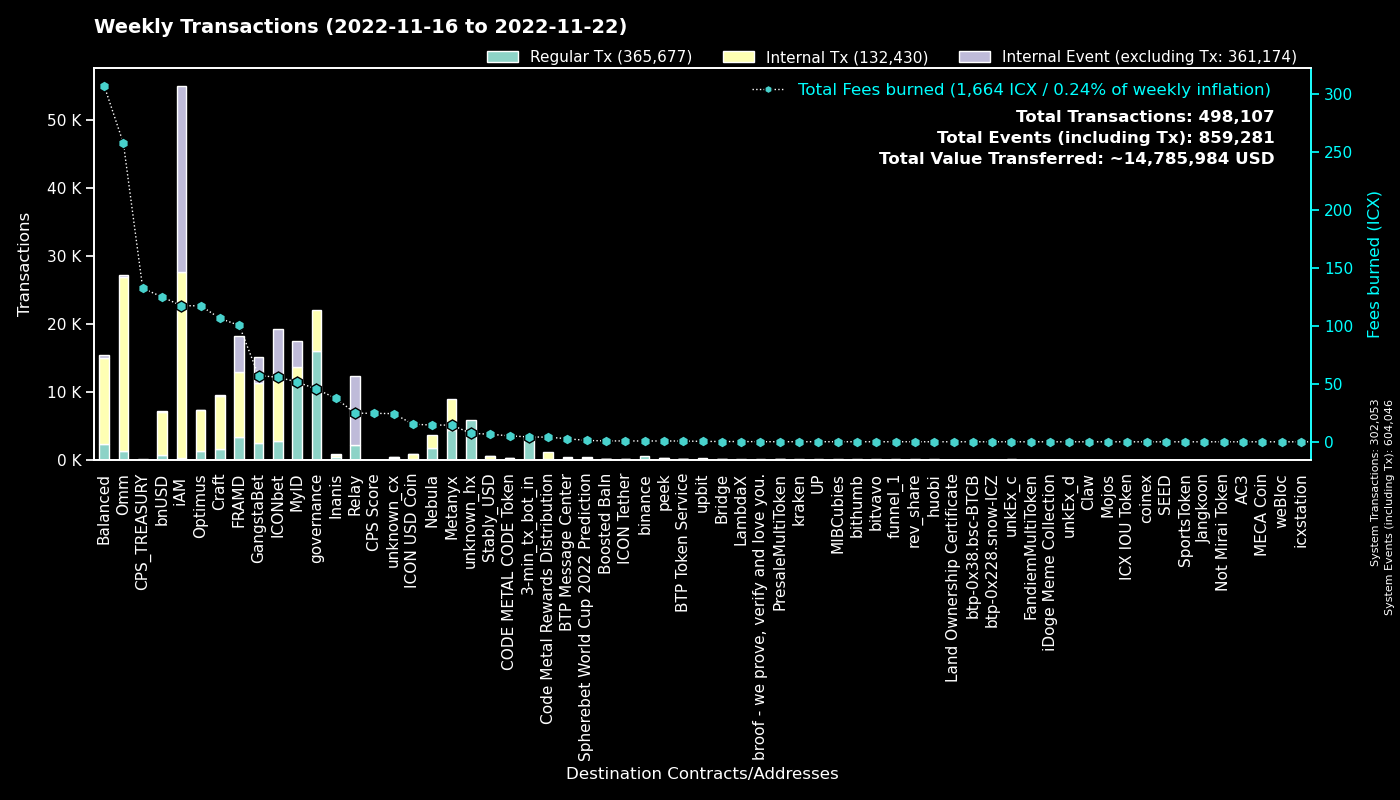 Weekly Transactions (2022-11-16 to 2022-11-22)
Regular Tx (365,677)
Internal Tx (132,430)
Internal Event (excluding Tx: 361,174)
Total Fees burned (1,664 ICX / 0.24% of weekly inflation)
Total Transactions: 498,107
Total Events (including Tx): 859,281
Total Value Transferred: ~14,785,984 USD
Transactions
50 K
40 K
30 K
20 K
10 K
0 K
300
250
200
150
100
50
0
Fees burned (ICX)
System Transactions: 302,053
System Events (including Tx): 604,046
Balanced
Omm
CPS_TREASURY
bnUSD
iAM
Optimus
Craft
FRAMD
GangstaBet
ICONbet
MyID
governance
Inanis
Relay
CPS Score
unknown_cx
ICON USD Coin
Nebula
Metanyx
unknown_hx
Stably_USD
CODE METAL CODE Token
3-min_tx_bot_in
Code Metal Rewards Distribution
BTP Message Center
Spherebet World Cup 2022 Prediction
Boosted Baln
ICON Tether
binance
peek
BTP Token Service
upbit
Bridge
LambdaX
broof - we prove, verify and love you.
PresaleMultiToken
kraken
UP
MIBCubies
bithumb
bitvavo
funnel_1
rev_share
huobi
Land Ownership Certificate
btp-0x38.bsc-BTCB
btp-0x228.snow-ICZ
unkEx_c
FandiemMultiToken
iDoge Meme Collection
unkEx_d
Claw
Mojos
ICX IOU Token
coinex
SEED
SportsToken
Jangkoon
Not Mirai Token
AC3
MECA Coin
weBloc
icxstation
Destination Contracts/Addresses